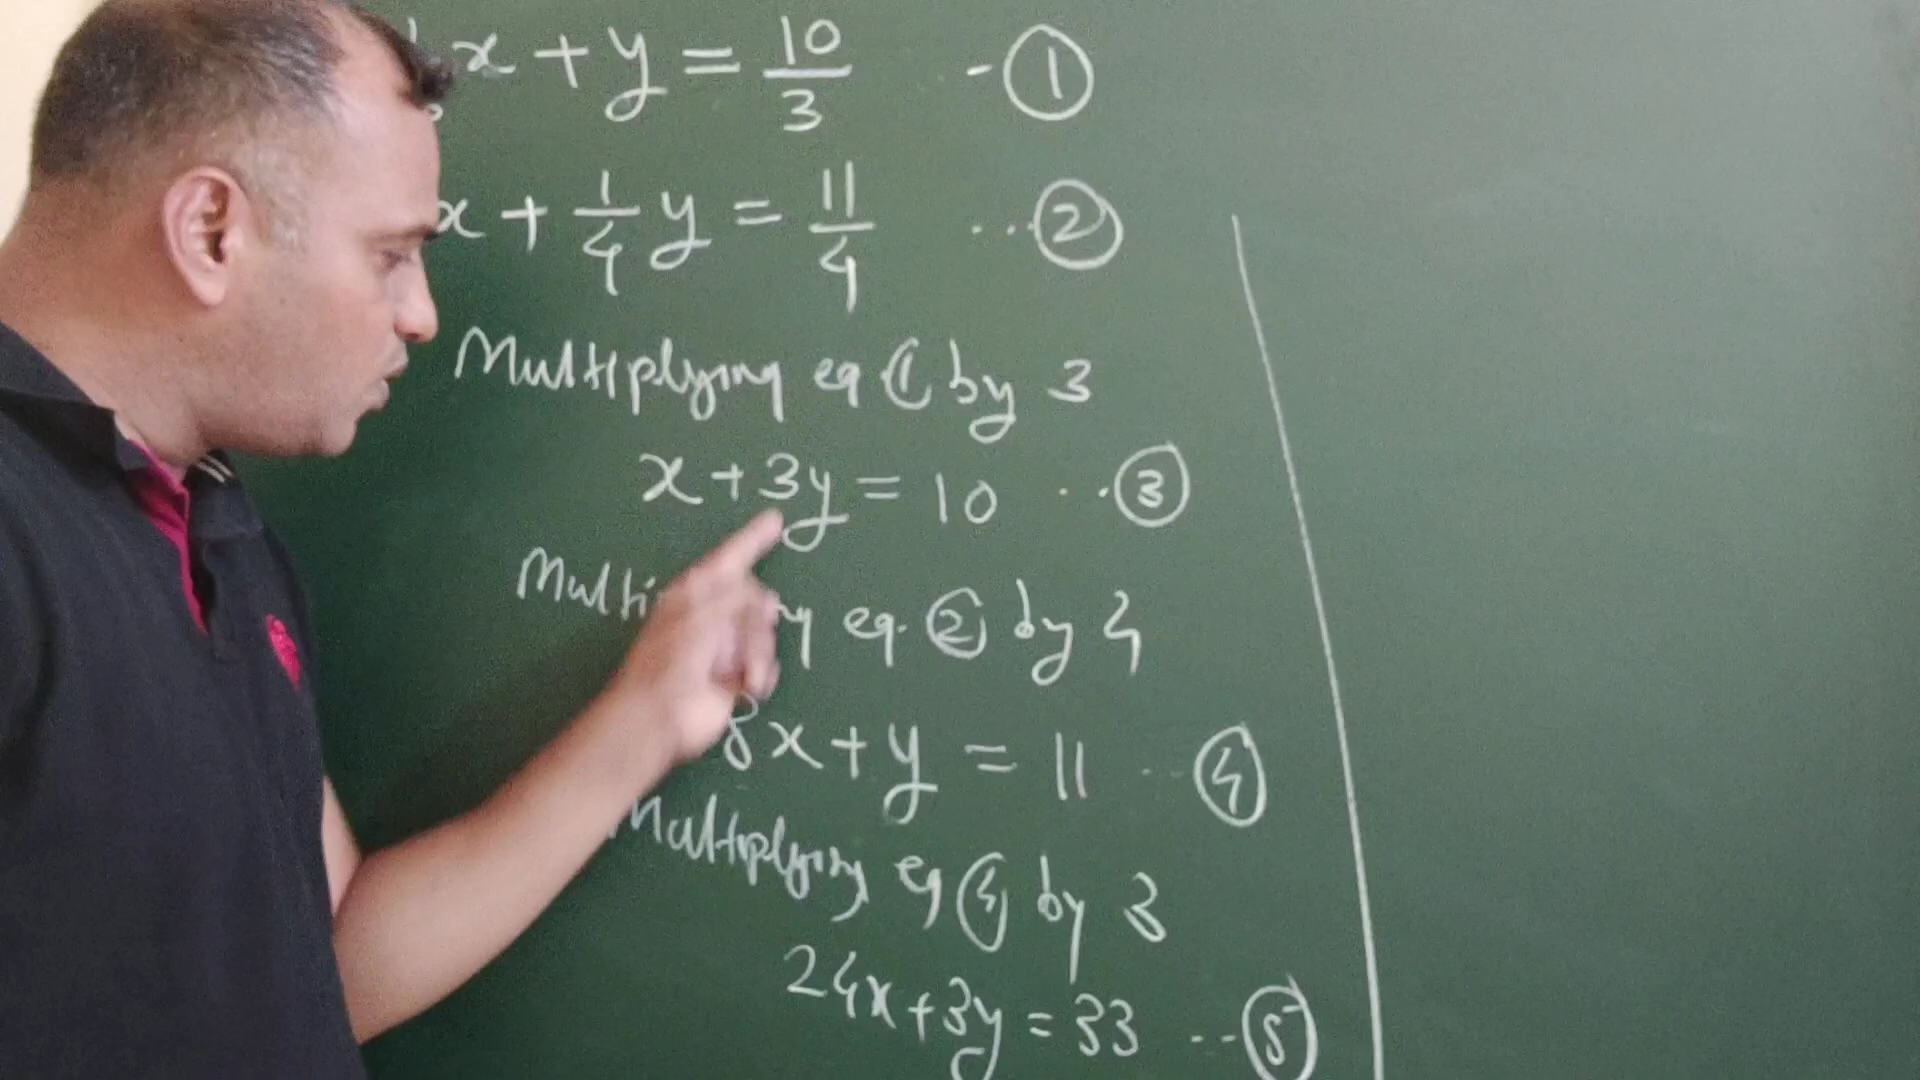 x + y = 10/3 - ①
x + 1/4 y = 11/4 ... ②
Multiplying eq ① by 3
x + 3y = 10 ... ③
eq. ② by 4
8x + y = 11 ... ④
Multiplying eq ④ by 3
24x + 3y = 33 ... ⑤